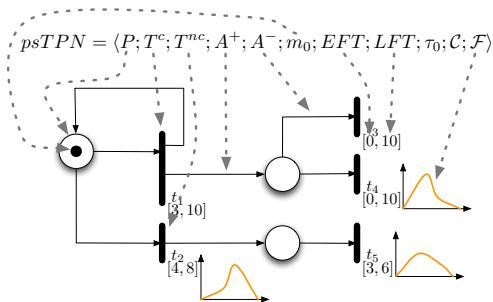 psTPN = ⟨P; T^c; T^{nc}; A^+; A^-; m_0; EFT; LFT; τ_0; C; F⟩
t_3
[0, 10]
t_1
[3, 10]
t_4
[0, 10]
t_2
[4, 8]
t_5
[3, 6]